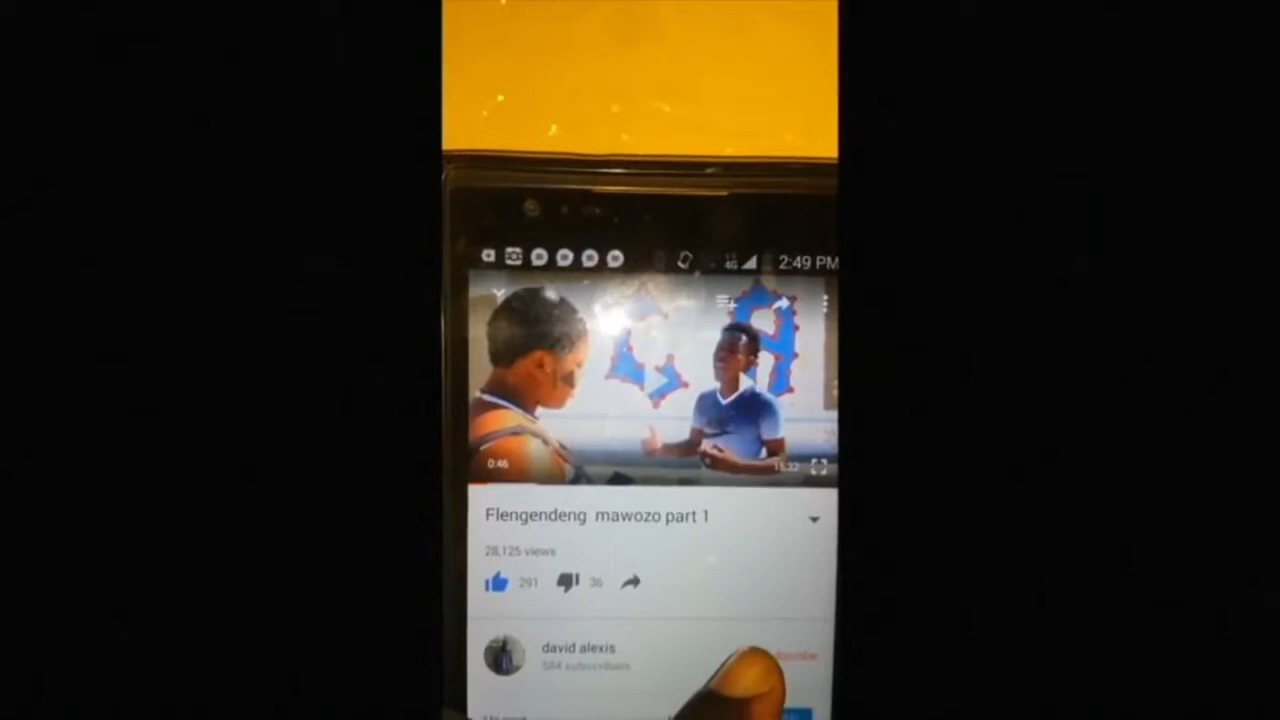 4G 2:49 PM
0:46 15:32
Flengendeng mawozo part 1
28,125 views
291 36
david alexis
584 subscribers